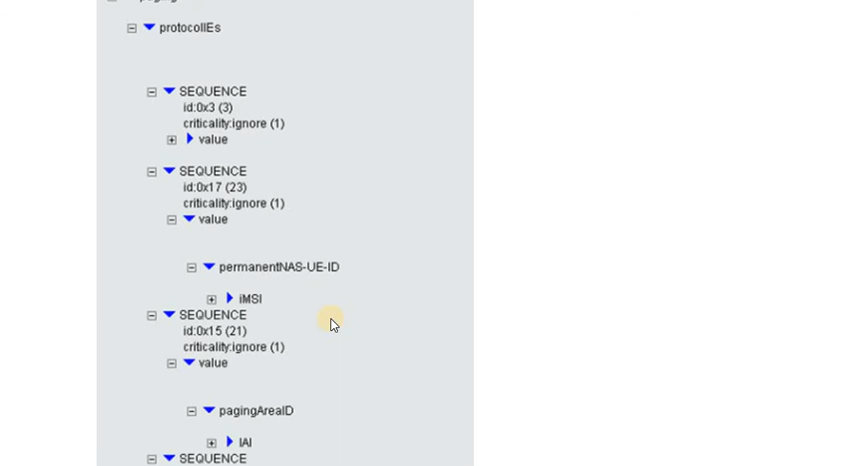 protocolIEs
SEQUENCE
id:0x3 (3)
criticality:ignore (1)
value
SEQUENCE
id:0x17 (23)
criticality:ignore (1)
value
permanentNAS-UE-ID
iMSI
SEQUENCE
id:0x15 (21)
criticality:ignore (1)
value
pagingAreaID
lAI
SEQUENCE